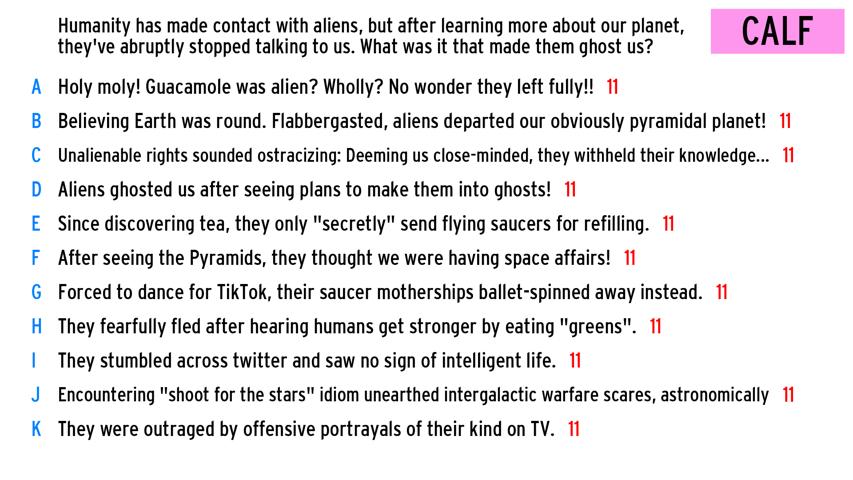 Humanity has made contact with aliens, but after learning more about our planet,
they've abruptly stopped talking to us. What was it that made them ghost us?
CALF
A Holy moly! Guacamole was alien? Wholly? No wonder they left fully!! 11
B Believing Earth was round. Flabbergasted, aliens departed our obviously pyramidal planet! 11
C Unalienable rights sounded ostracizing: Deeming us close-minded, they withheld their knowledge... 11
D Aliens ghosted us after seeing plans to make them into ghosts! 11
E Since discovering tea, they only "secretly" send flying saucers for refilling. 11
F After seeing the Pyramids, they thought we were having space affairs! 11
G Forced to dance for TikTok, their saucer motherships ballet-spinned away instead. 11
H They fearfully fled after hearing humans get stronger by eating "greens". 11
I They stumbled across twitter and saw no sign of intelligent life. 11
J Encountering "shoot for the stars" idiom unearthed intergalactic warfare scares, astronomically 11
K They were outraged by offensive portrayals of their kind on TV. 11